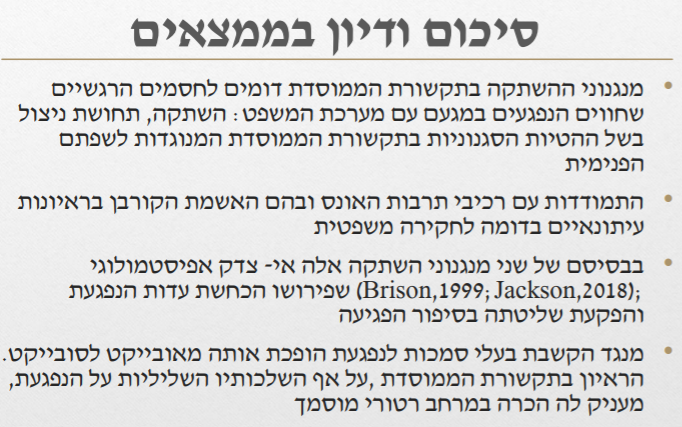 סיכום ודיון בממצאים
• מנגנוני ההשתקה בתקשורת הממוסדת דומים לחסמים הרגשיים
שחווים הנפגעים במגעם עם מערכת המשפט: השתקה, תחושת ניצול
בשל ההטיות הסגנוניות בתקשורת הממוסדת המנוגדות לשפתם
הפנימית
• התמודדות עם רכיבי תרבות האונס ובהם האשמת הקורבן בראיונות
עיתונאיים בדומה לחקירה משפטית
• בבסיסם של שני מנגנוני השתקה אלה אי- צדק אפיסטמולוגי
(Brison,1999; Jackson,2018); שפירושו הכחשת עדות הנפגעת
והפקעת שליטתה בסיפור הפגיעה
• מנגד הקשבת בעלי סמכות לנפגעת הופכת אותה מאובייקט לסובייקט.
הראיון בתקשורת הממוסדת ,על אף השלכותיו השליליות על הנפגעת,
מעניק לה הכרה במרחב רטורי מוסמך